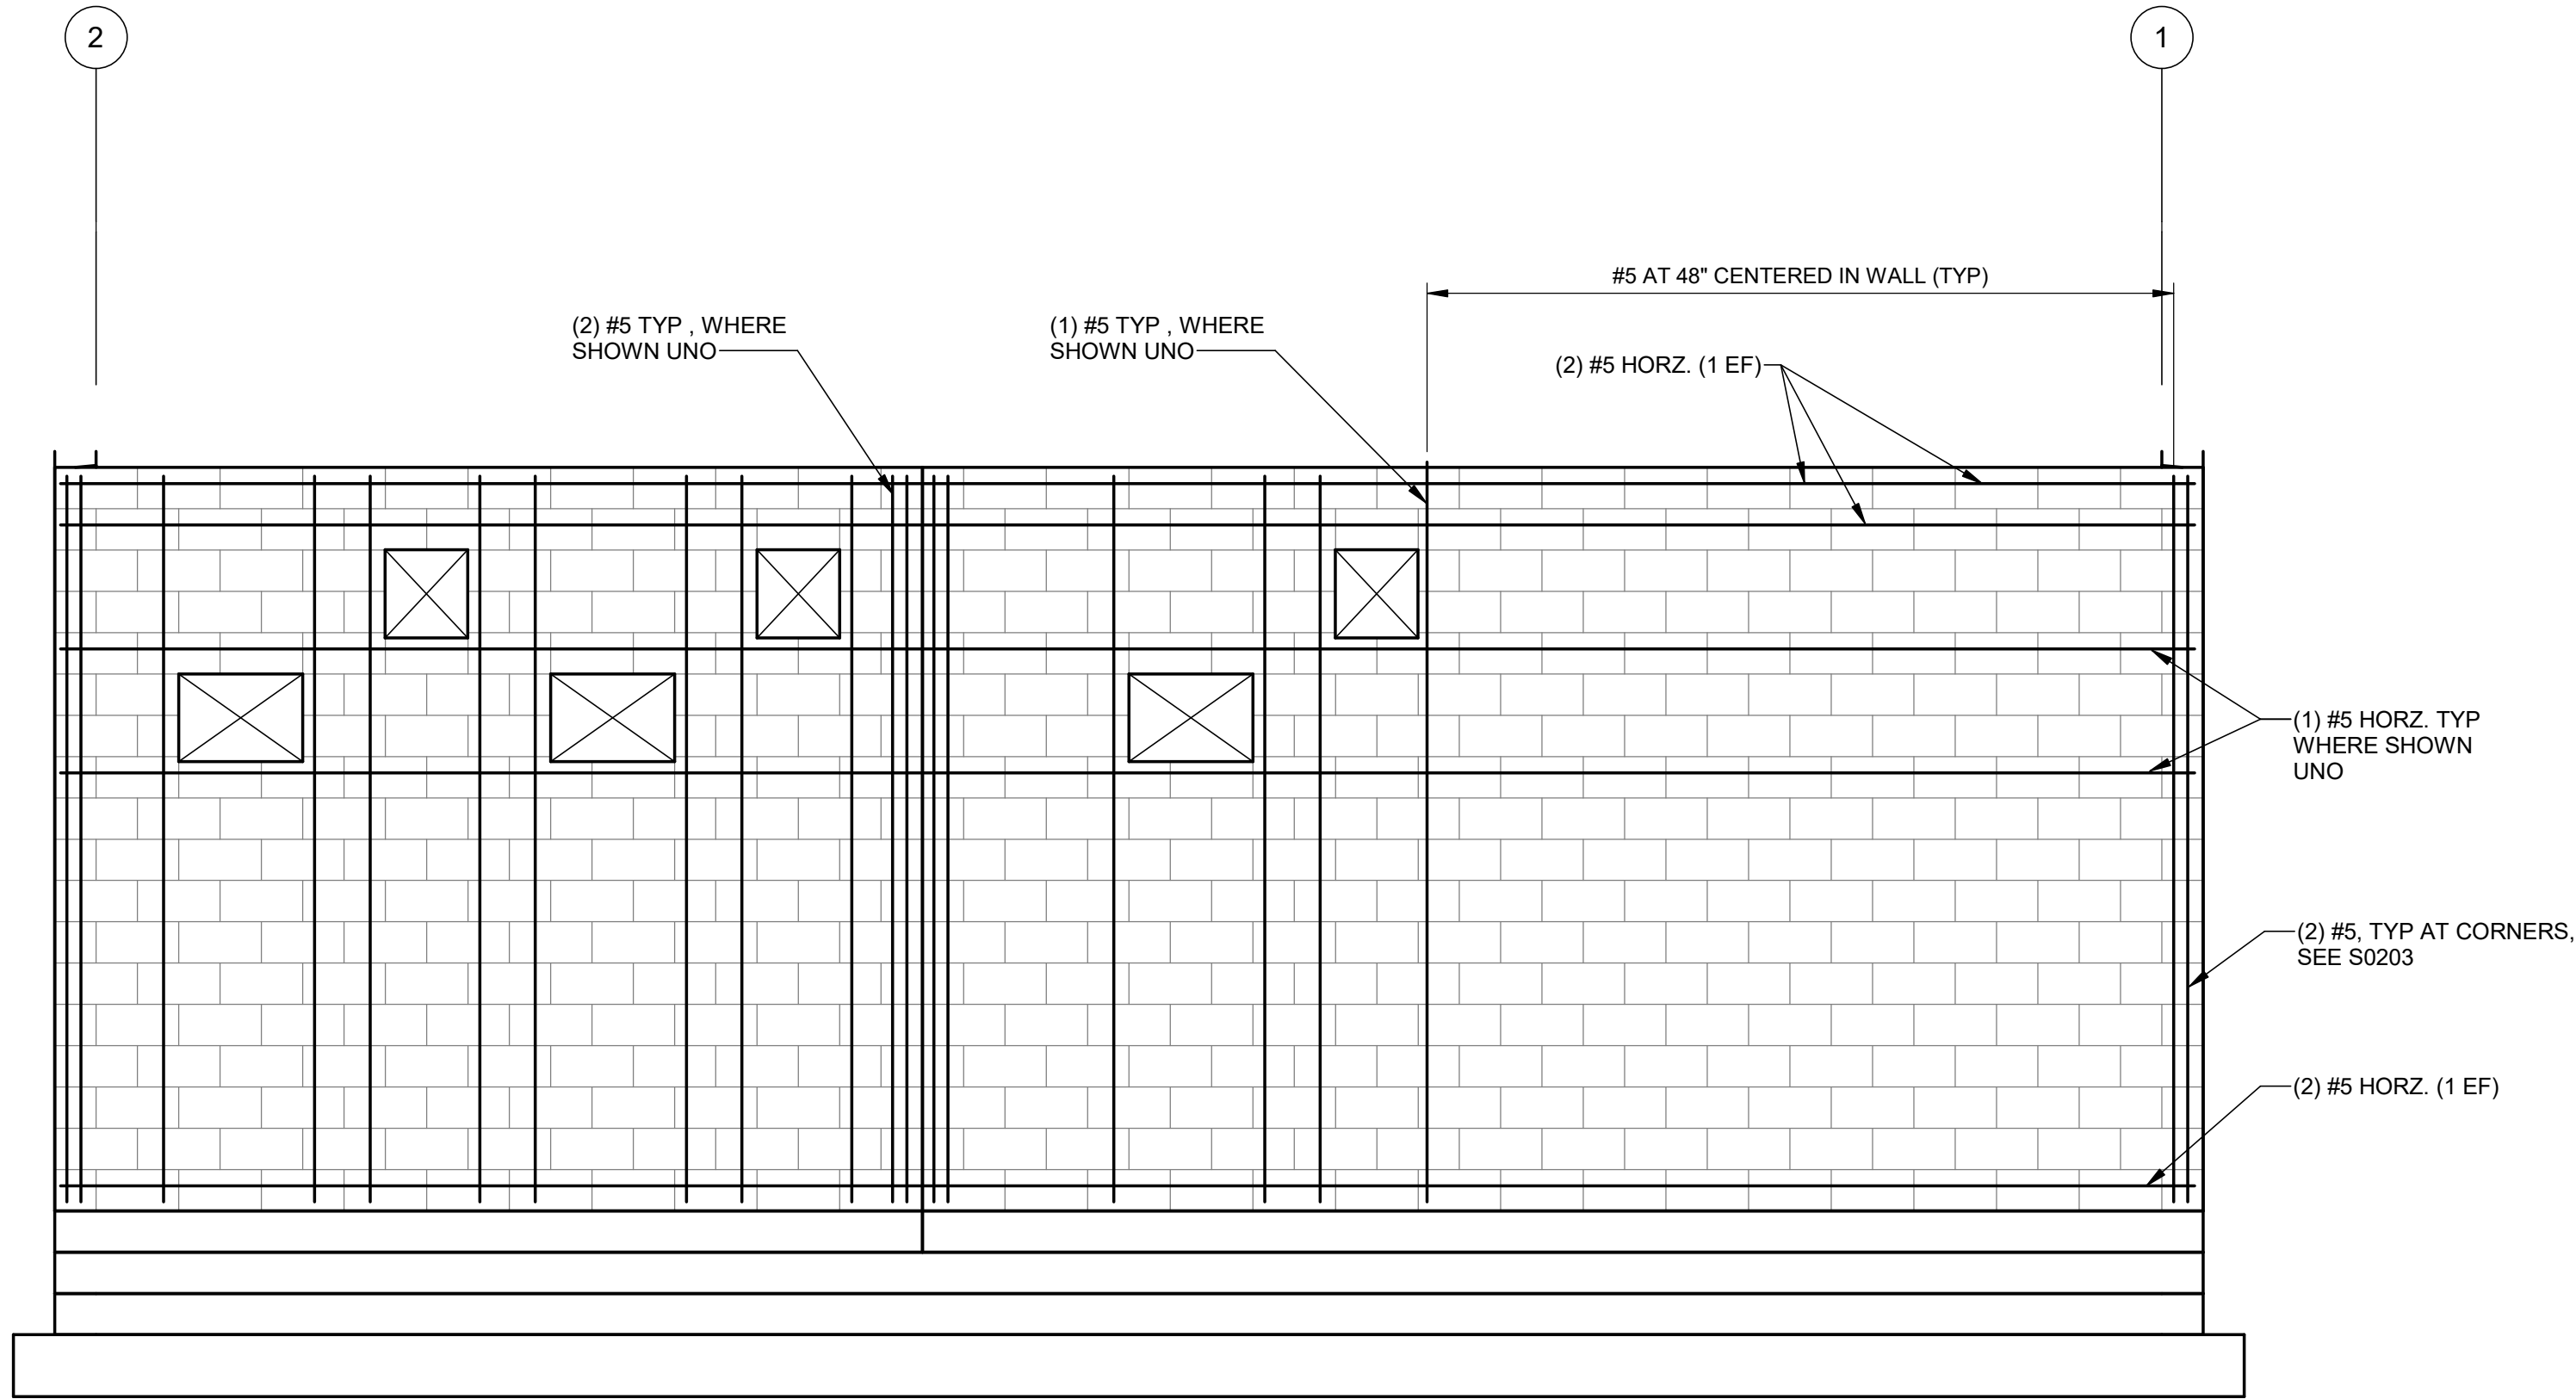 2
1
#5 AT 48" CENTERED IN WALL (TYP)
(2) #5 TYP , WHERE
SHOWN UNO
(1) #5 TYP , WHERE
SHOWN UNO
(2) #5 HORZ. (1 EF)
(1) #5 HORZ. TYP
WHERE SHOWN
UNO
(2) #5, TYP AT CORNERS,
SEE S0203
(2) #5 HORZ. (1 EF)